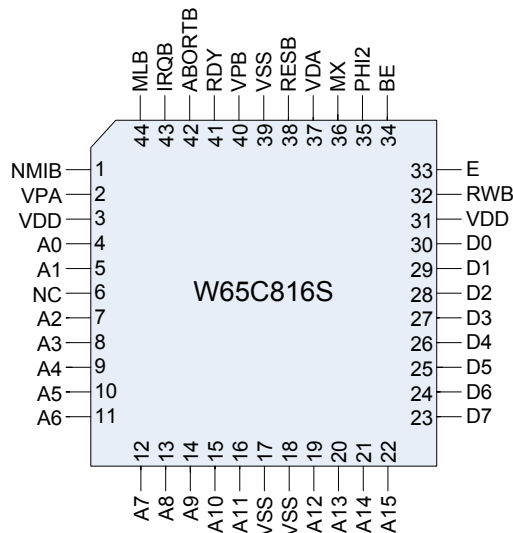 MLB IRQB ABORTB RDY VPB VSS RESB VDA MX PHI2 BE
44 43 42 41 40 39 38 37 36 35 34
NMIB 1 33 E
VPA 2 32 RWB
VDD 3 31 VDD
A0 4 30 D0
A1 5 29 D1
NC 6 28 D2
W65C816S
A2 7 27 D3
A3 8 26 D4
A4 9 25 D5
A5 10 24 D6
A6 11 23 D7
12 13 14 15 16 17 18 19 20 21 22
A7 A8 A9 A10 A11 VSS VSS A12 A13 A14 A15